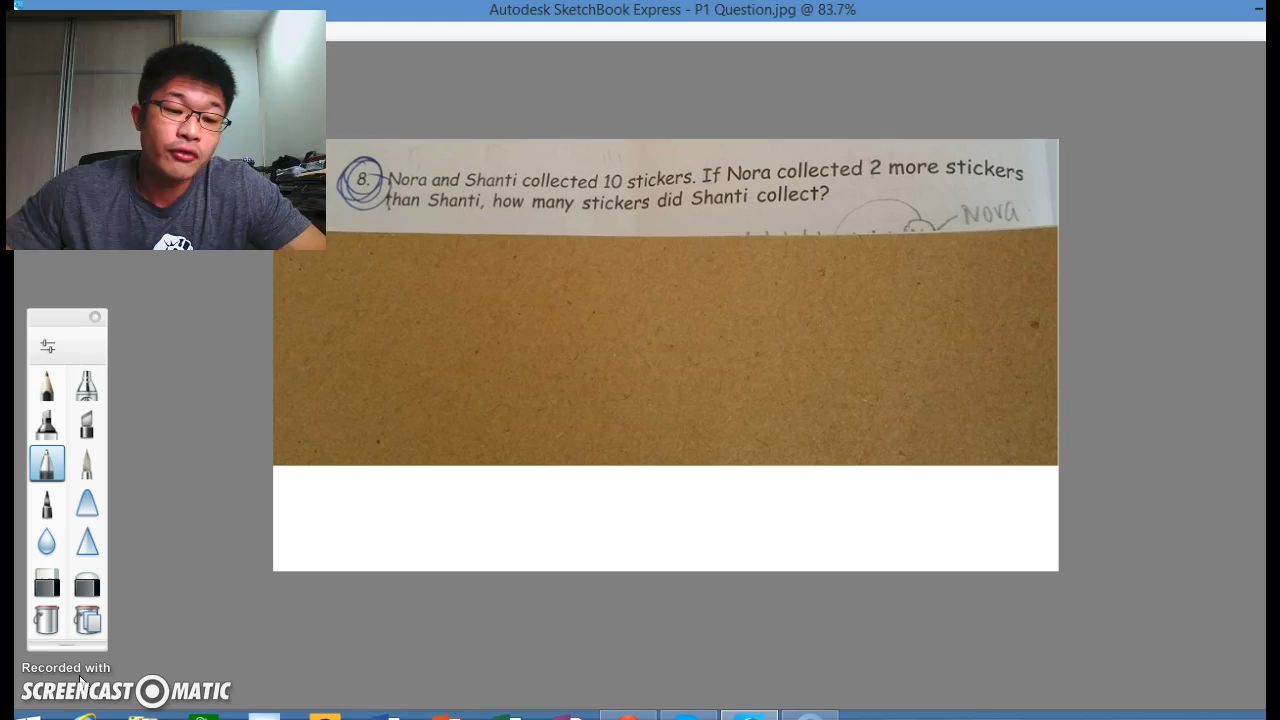 Autodesk SketchBook Express - P1 Question.jpg @ 83.7%
8. Nora and Shanti collected 10 stickers. If Nora collected 2 more stickers
than Shanti, how many stickers did Shanti collect?
Nora
Recorded with
SCREENCAST MATIC